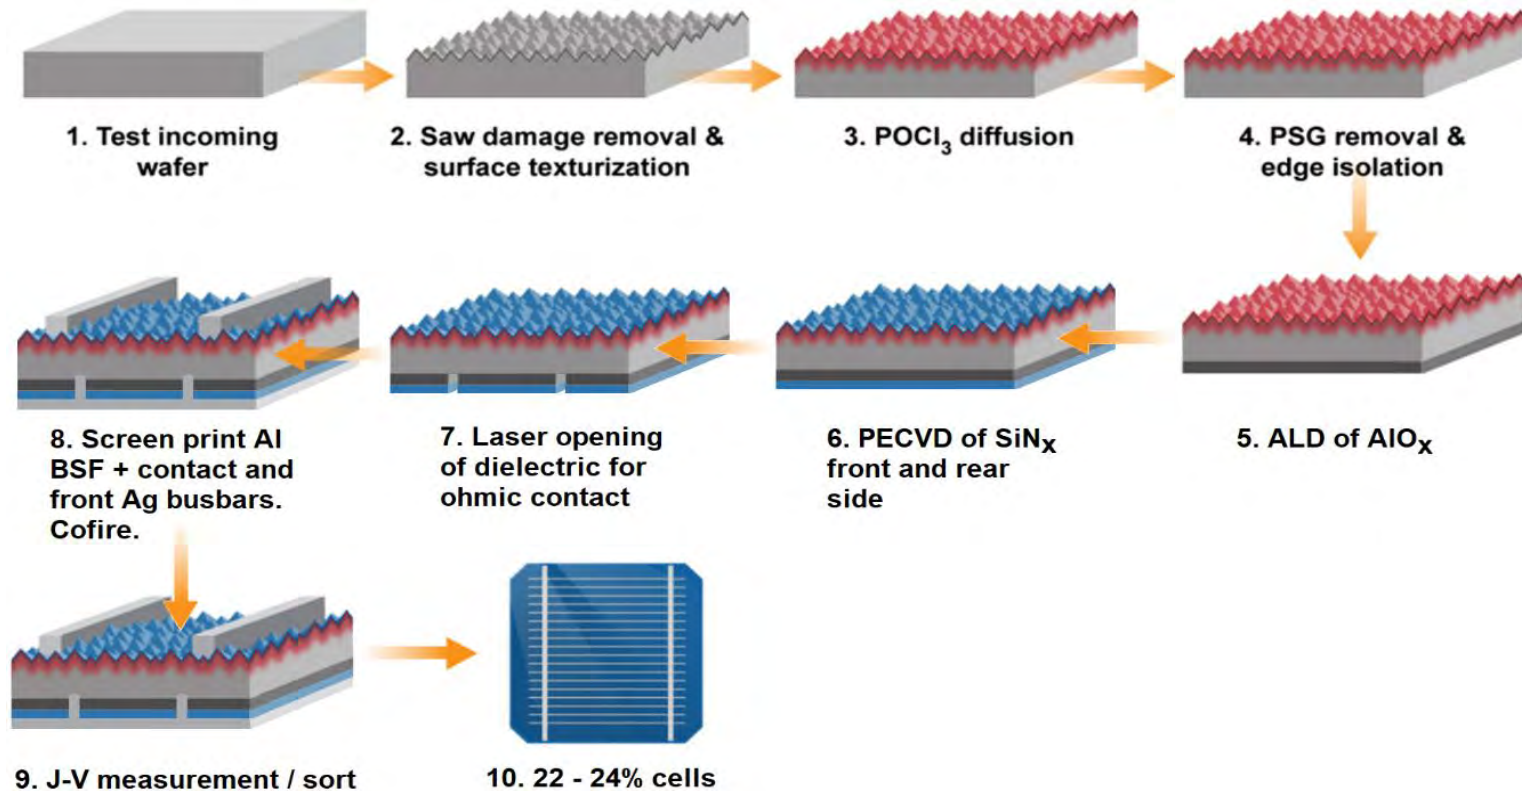 1. Test incoming
wafer
2. Saw damage removal &
surface texturization
3. POCl3 diffusion
4. PSG removal &
edge isolation
8. Screen print Al
BSF + contact and
front Ag busbars.
Cofire.
7. Laser opening
of dielectric for
ohmic contact
6. PECVD of SiNx
front and rear
side
5. ALD of AlOx
9. J-V measurement / sort
10. 22 - 24% cells